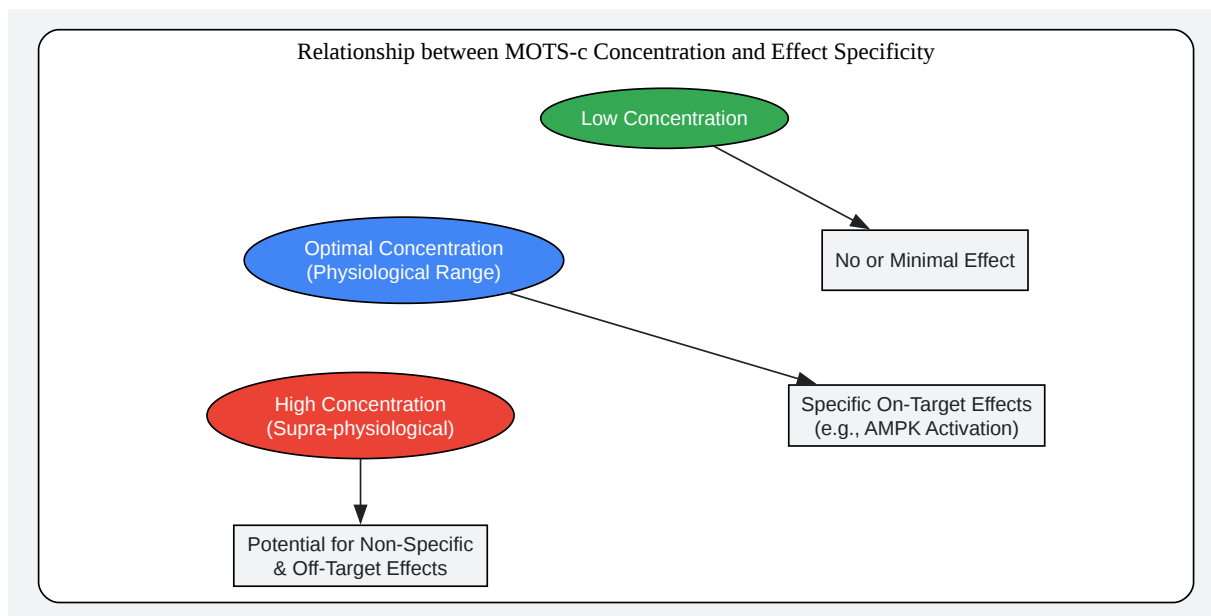 Relationship between MOTS-c Concentration and Effect Specificity
Low Concentration
Optimal Concentration
(Physiological Range)
No or Minimal Effect
High Concentration
(Supra-physiological)
Specific On-Target Effects
(e.g., AMPK Activation)
Potential for Non-Specific
& Off-Target Effects